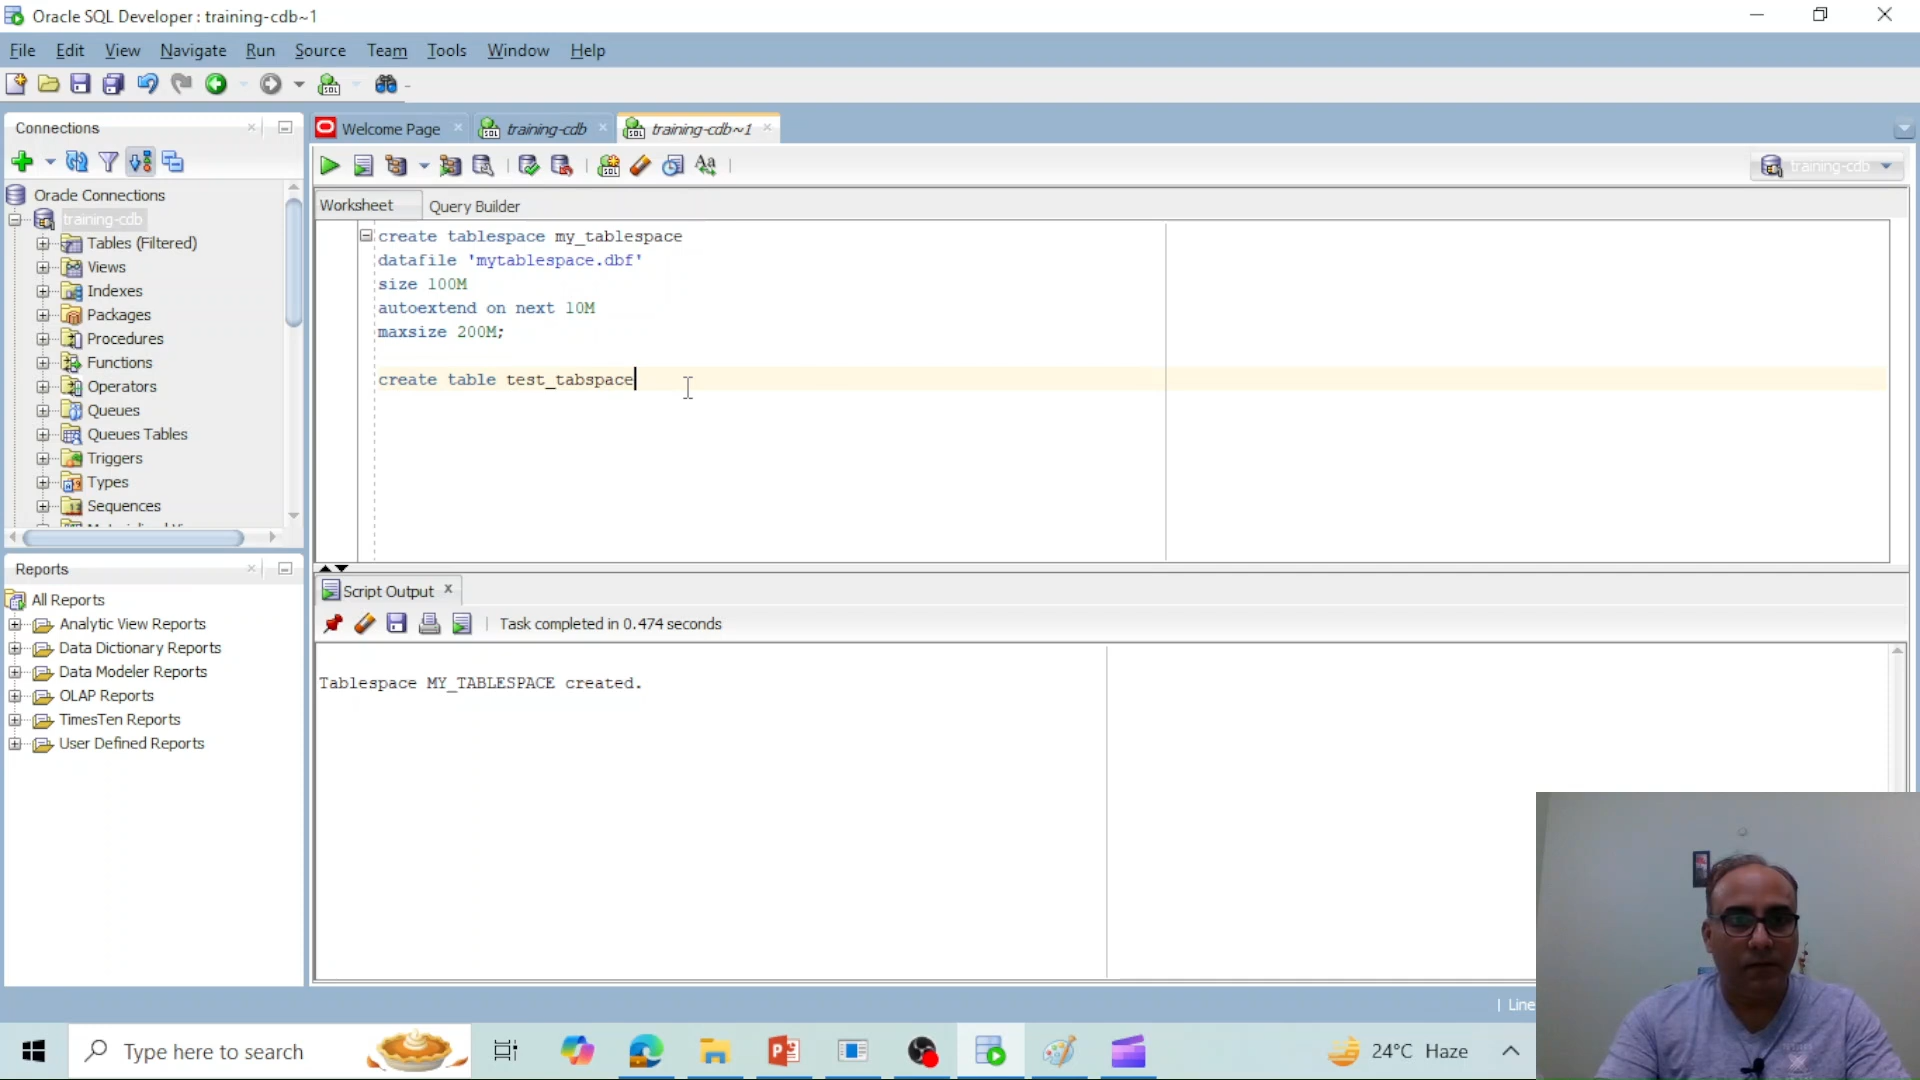 Oracle SQL Developer : training-cdb~1
File Edit View Navigate Run Source Team Tools Window Help
Connections
Welcome Page
training-cdb
training-cdb~1
training-cdb
Worksheet
Query Builder
Oracle Connections
training-cdb
Tables (Filtered)
Views
Indexes
Packages
Procedures
Functions
Operators
Queues
Queues Tables
Triggers
Types
Sequences
create tablespace my_tablespace
datafile 'mytablespace.dbf'
size 100M
autoextend on next 10M
maxsize 200M;
create table test_tabspace
Reports
All Reports
Analytic View Reports
Data Dictionary Reports
Data Modeler Reports
OLAP Reports
TimesTen Reports
User Defined Reports
Script Output
Task completed in 0.474 seconds
Tablespace MY_TABLESPACE created.
Line
Type here to search
24°C Haze